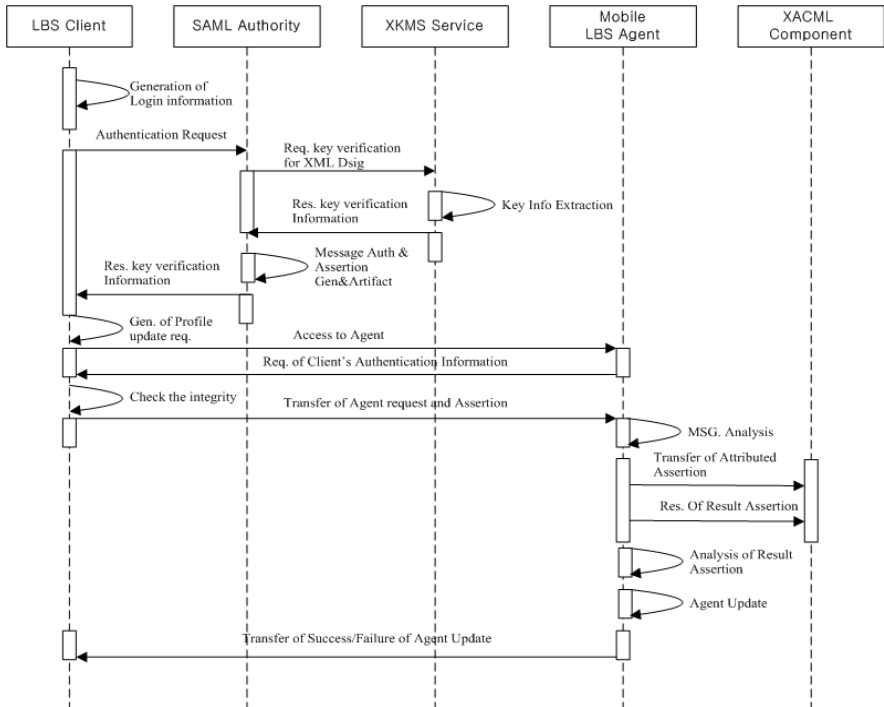 LBS Client
SAML Authority
XKMS Service
Mobile
LBS Agent
XACML
Component
Generation of
Login information
Authentication Request
Req. key verification
for XML Dsig
Key Info Extraction
Res. key verification
Information
Message Auth &
Assertion
Gen&Artifact
Res. key verification
Information
Gen. of Profile
update req.
Access to Agent
Req. of Client's Authentication Information
Check the integrity
Transfer of Agent request and Assertion
MSG. Analysis
Transfer of Attributed
Assertion
Res. Of Result Assertion
Analysis of Result
Assertion
Agent Update
Transfer of Success/Failure of Agent Update